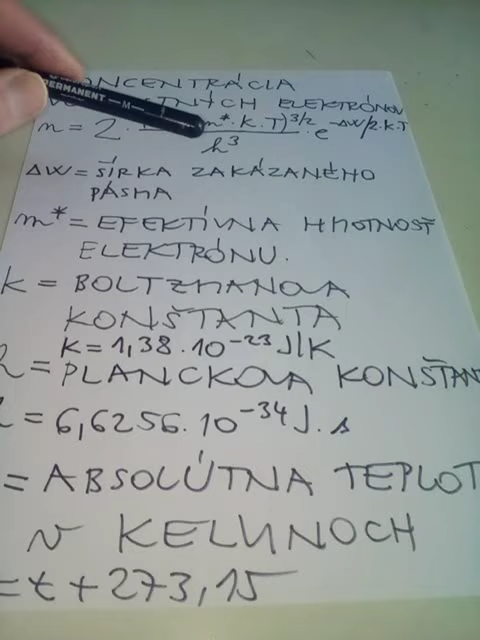 KONCENTRÁCIA
ELEKTRÓNOV
PERMANENT M
n = 2. m*.k.T)^3/2 . e^-ΔW/2.k.T
h³
ΔW = ŠÍRKA ZAKÁZANÉHO
PÁSMA
m* = EFEKTÍVNA HMOTNOSŤ
ELEKTRÓNU.
k = BOLTZMANOVA
KONŠTANTA
k = 1,38.10^-23 J/K
h = PLANCKOVA KONŠTAN
= 6,6256.10^-34 J.s
= ABSOLÚTNA TEPLOT
v KELVINOCH
= t + 273,15